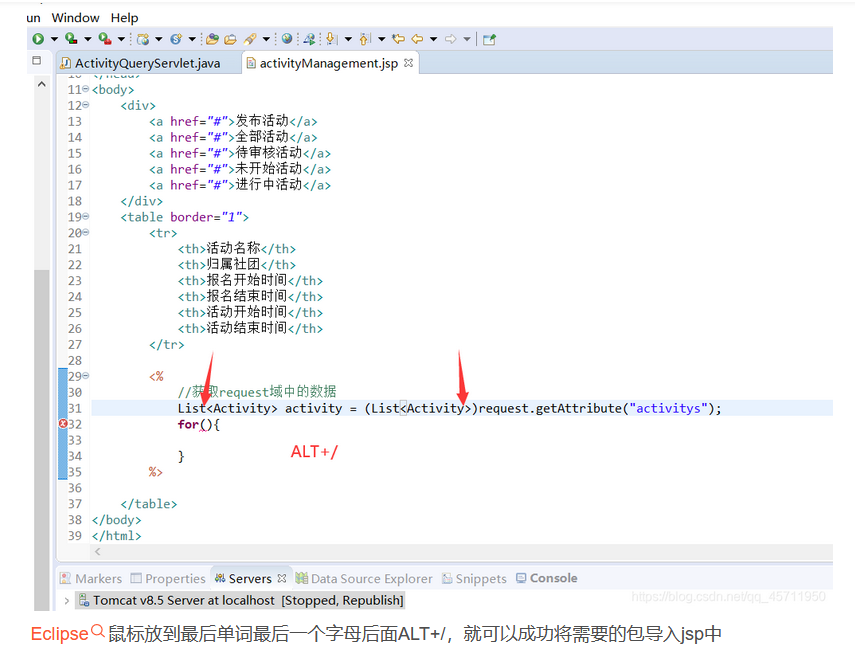 un Window Help
ActivityQueryServlet.java activityManagement.jsp
11 <body>
12 <div>
13 <a href="#">发布活动</a>
14 <a href="#">全部活动</a>
15 <a href="#">待审核活动</a>
16 <a href="#">未开始活动</a>
17 <a href="#">进行中活动</a>
18 </div>
19 <table border="1">
20 <tr>
21 <th>活动名称</th>
22 <th>归属社团</th>
23 <th>报名开始时间</th>
24 <th>报名结束时间</th>
25 <th>活动开始时间</th>
26 <th>活动结束时间</th>
27 </tr>
28
29 <%
30 //获取request域中的数据
31 List<Activity> activity = (List<Activity>)request.getAttribute("activitys");
32 for(){
33
34 }
ALT+/
35 %>
36
37 </table>
38 </body>
39 </html>
Markers Properties Servers Data Source Explorer Snippets Console
Tomcat v8.5 Server at localhost [Stopped, Republish]
https://blog.csdn.net/qq_45711950
Eclipse 鼠标放到最后单词最后一个字母后面ALT+/，就可以成功将需要的包导入jsp中